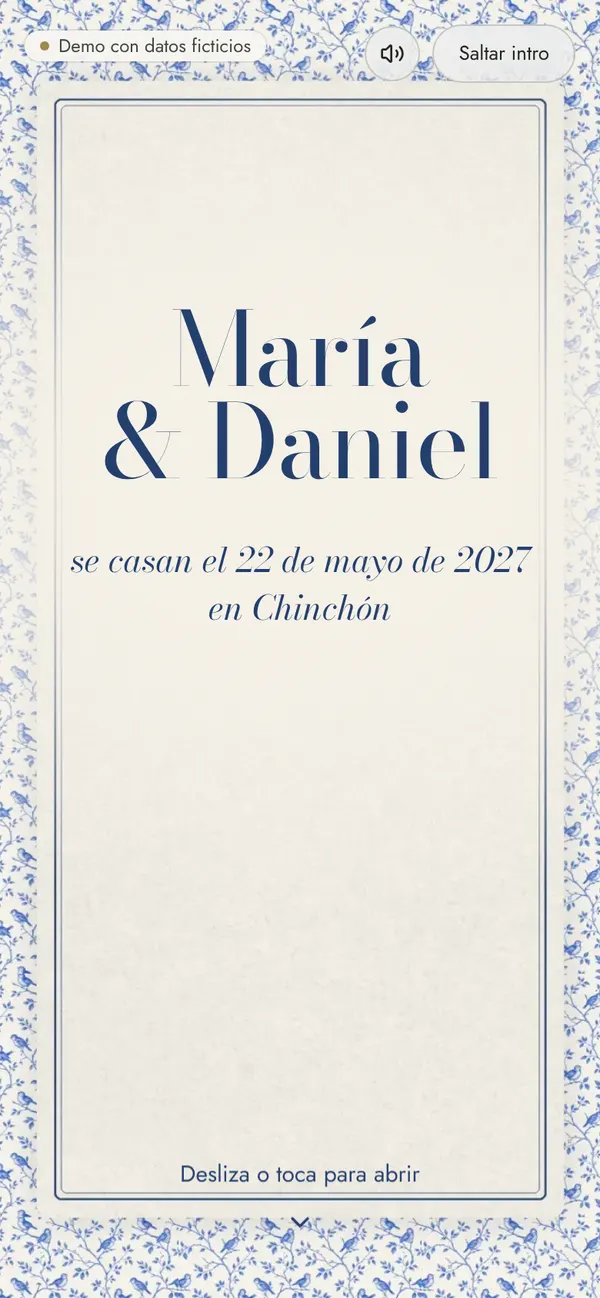 Demo con datos ficticios
Saltar intro
María
& Daniel
se casan el 22 de mayo de 2027
en Chinchón
Desliza o toca para abrir